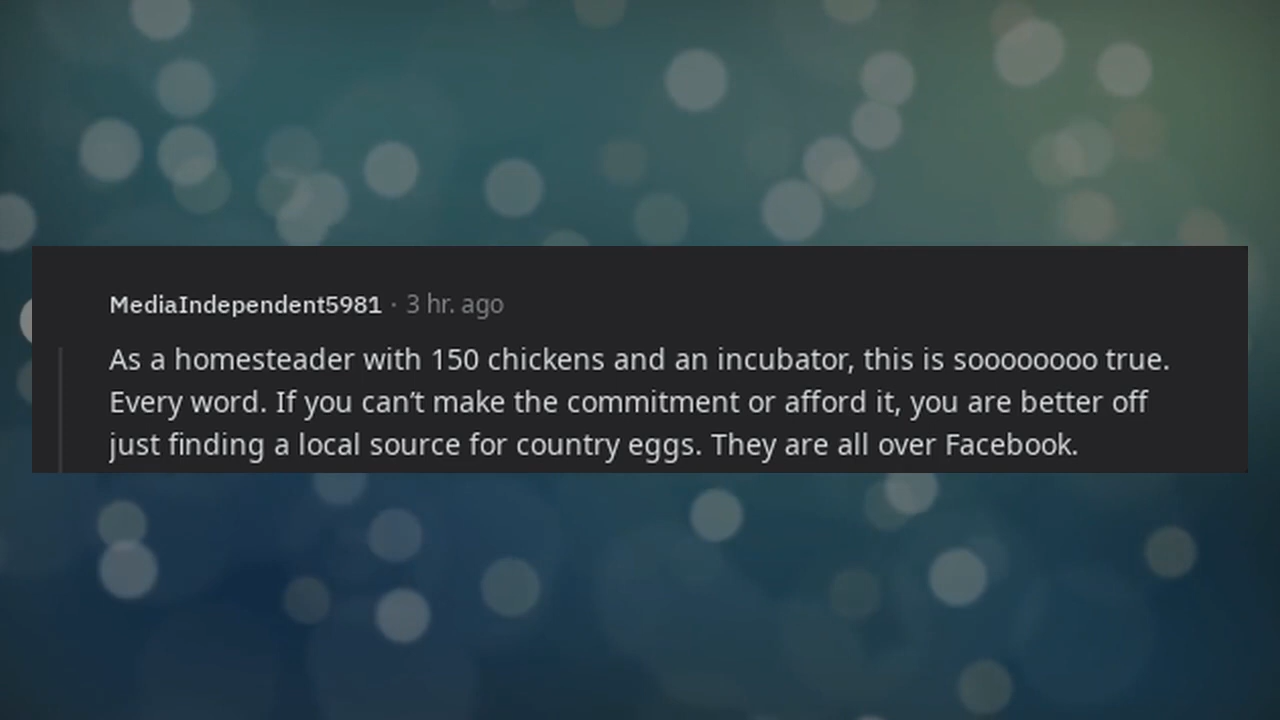 MediaIndependent5981 · 3 hr. ago
As a homesteader with 150 chickens and an incubator, this is soooooooo true.
Every word. If you can’t make the commitment or afford it, you are better off
just finding a local source for country eggs. They are all over Facebook.